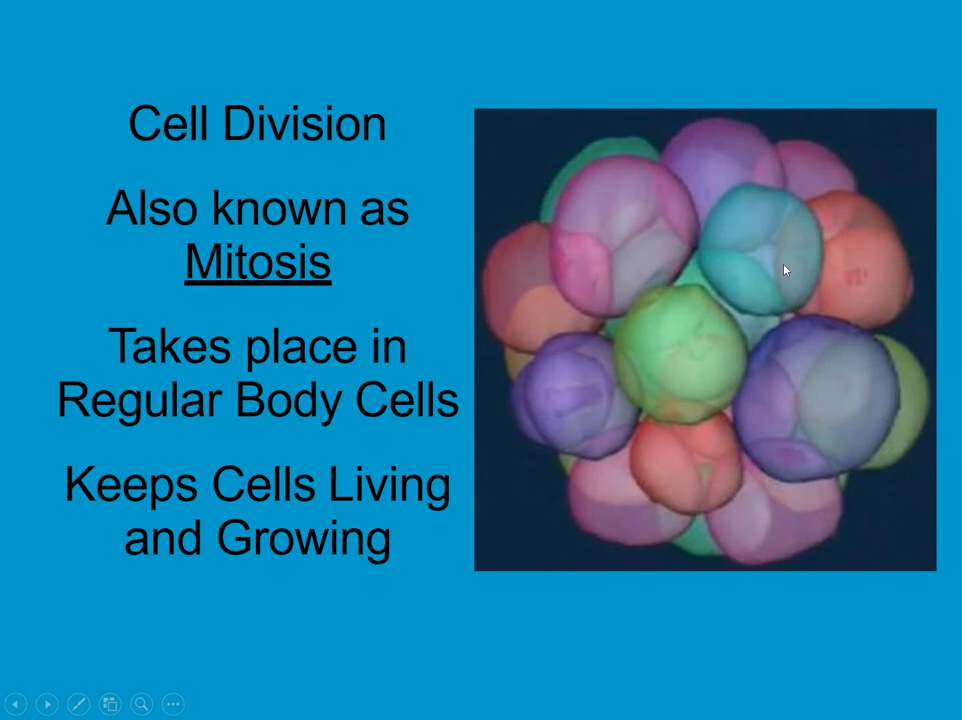 Cell Division
Also known as
Mitosis
Takes place in
Regular Body Cells
Keeps Cells Living
and Growing